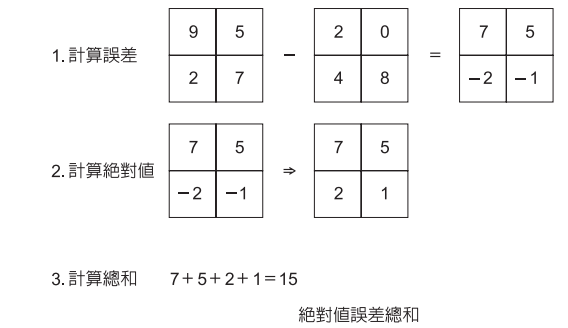 9 5 2 0 7 5
1. 計算誤差 － ＝
2 7 4 8 －2 －1
7 5 7 5
2. 計算絕對值 ⇒
－2 －1 2 1
3. 計算總和 7＋5＋2＋1＝15
絕對值誤差總和